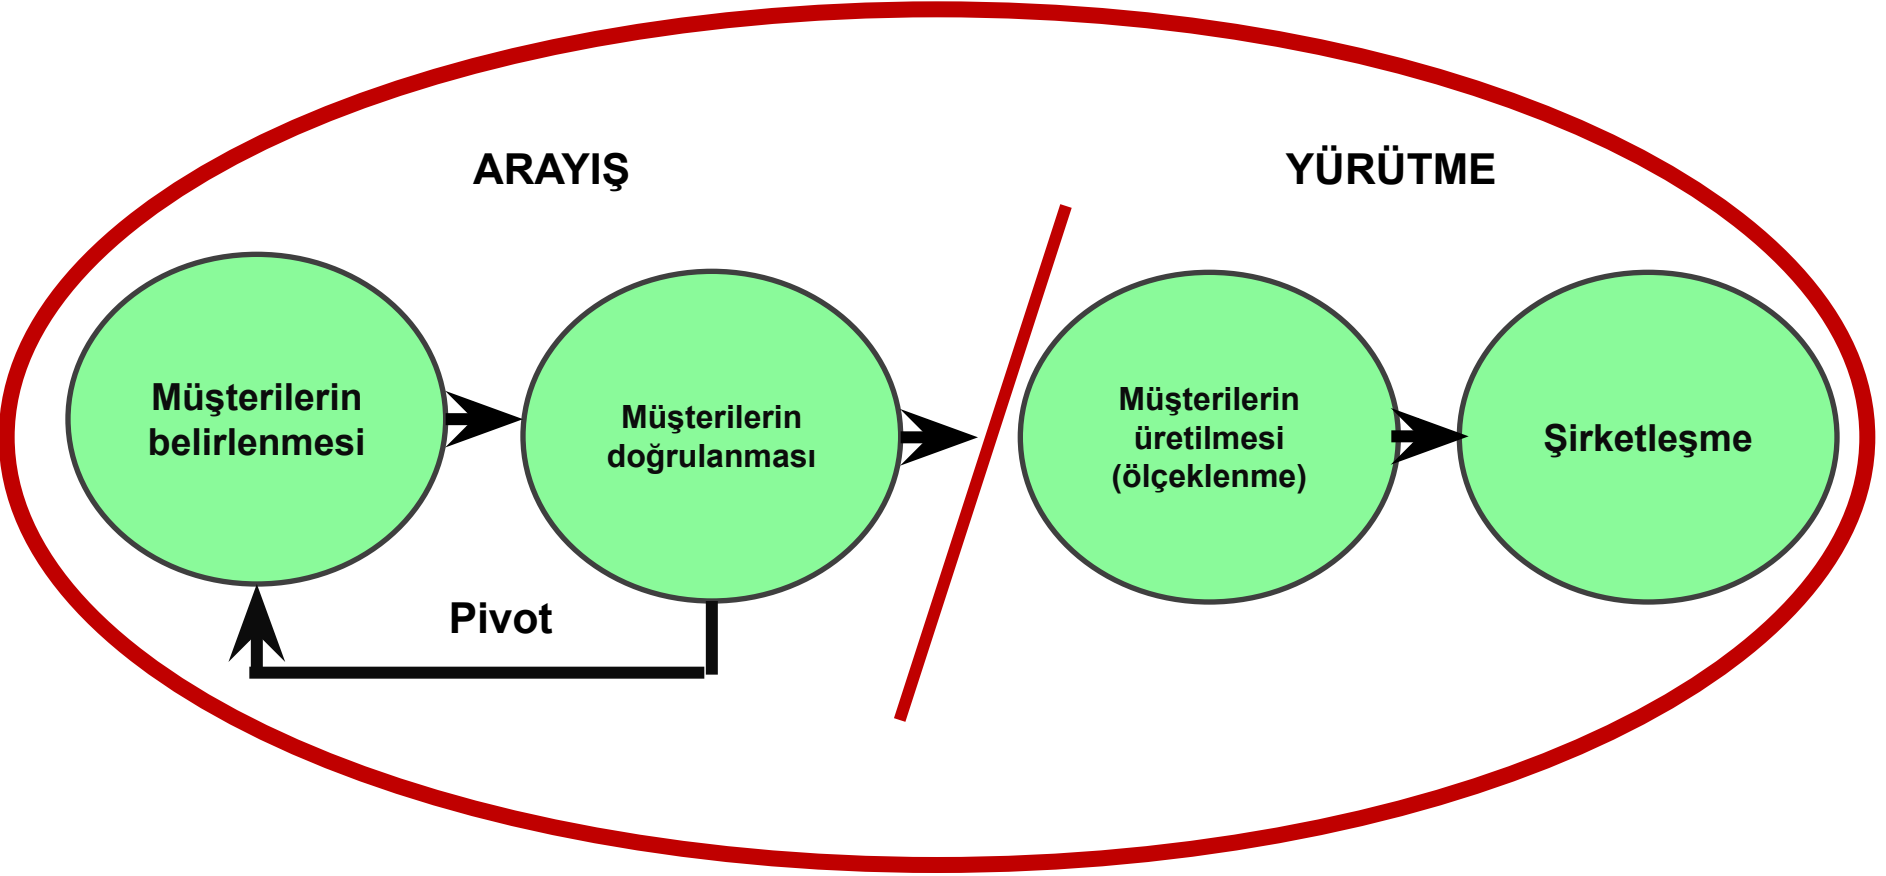 ARAYIŞ
YÜRÜTME
Müşterilerin
belirlenmesi
Müşterilerin
doğrulanması
Müşterilerin
üretilmesi
(ölçeklenme)
Şirketleşme
Pivot